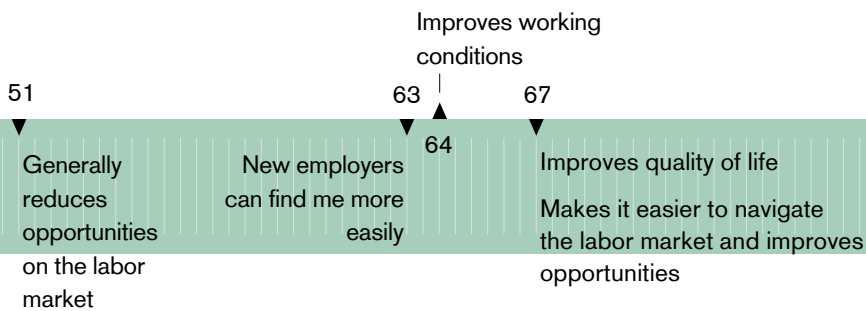 Improves working
conditions
51
63
67
64
Generally
reduces
opportunities
on the labor
market
New employers
can find me more
easily
Improves quality of life
Makes it easier to navigate
the labor market and improves
opportunities